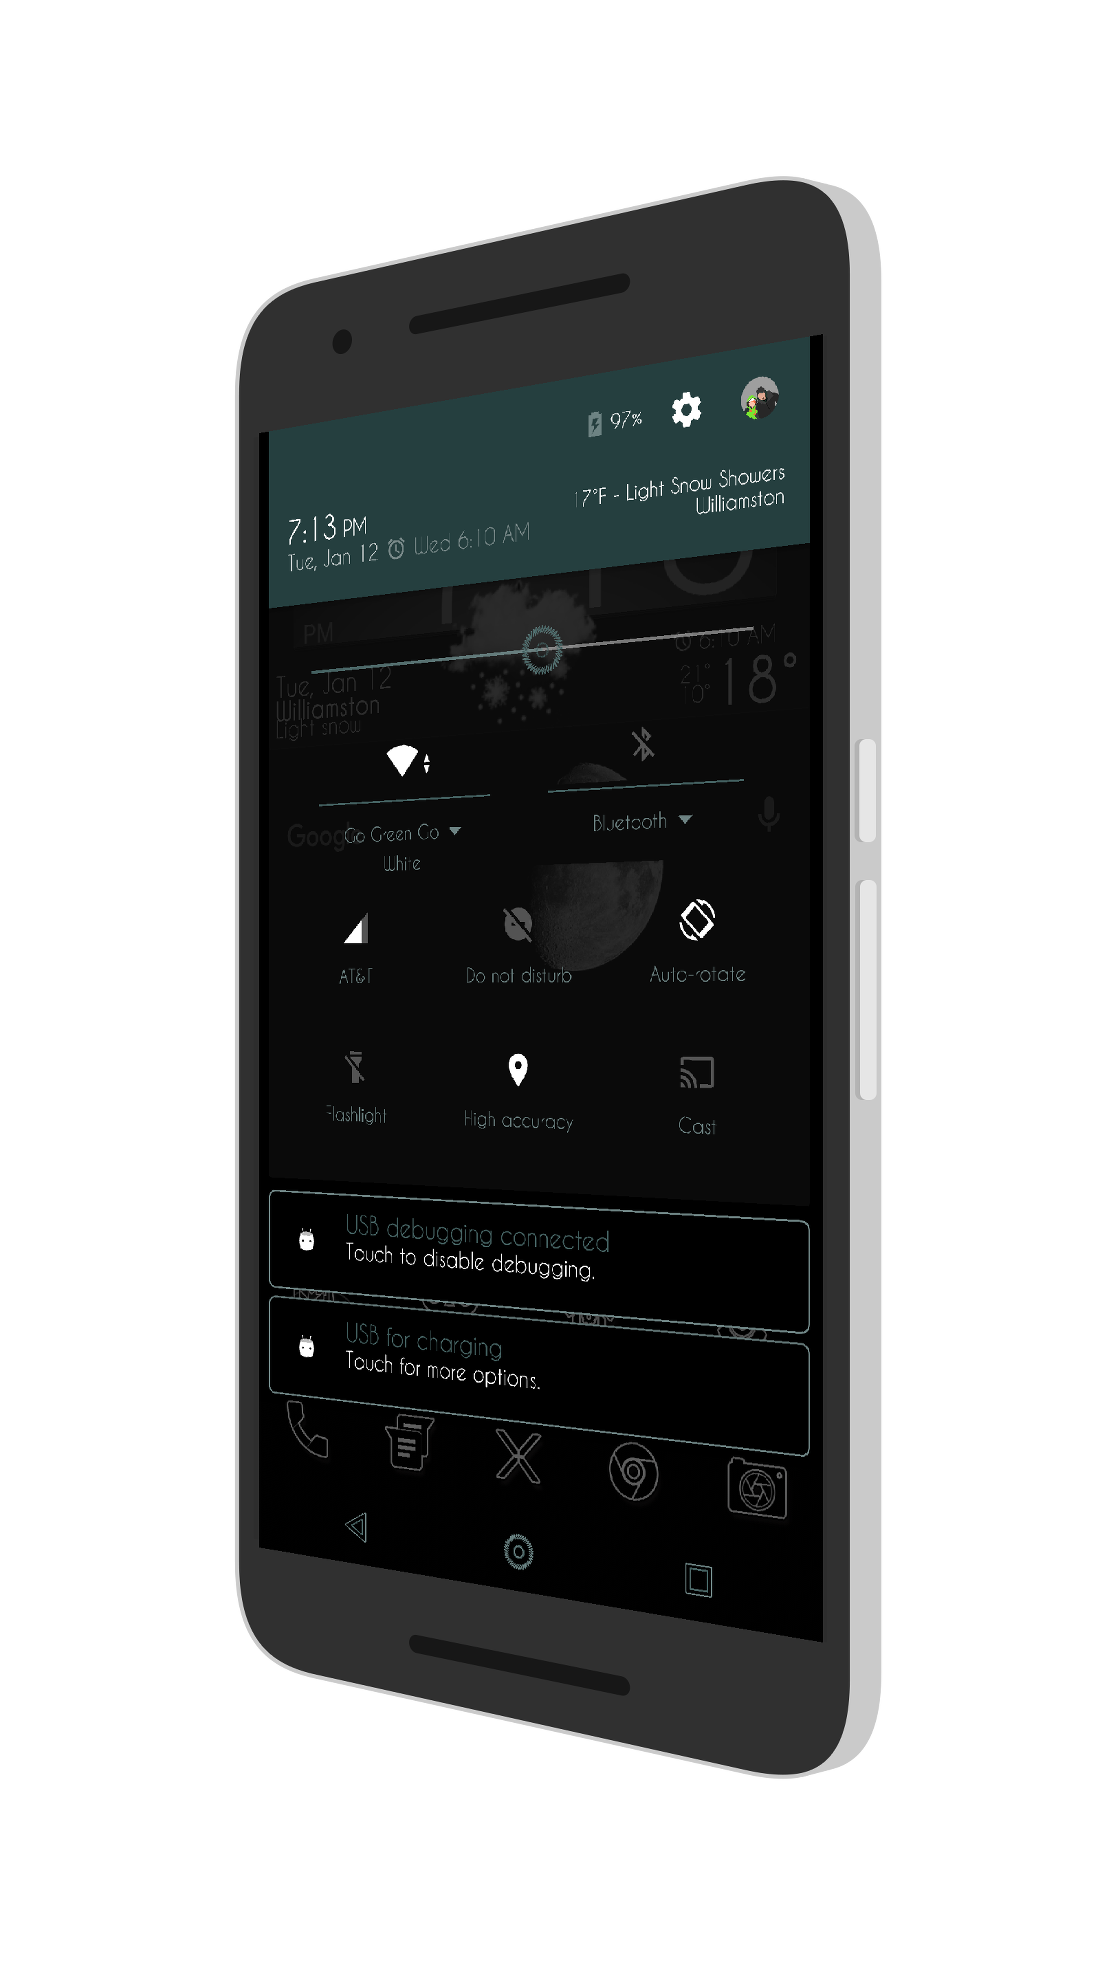 97%
17°F - Light Snow Showers
Williamston
7:13 PM
Tue, Jan 12 Wed 6:10 AM
PM
6:10 AM
Tue, Jan 12
21°
10°
18°
Williamston
Light snow
Google
Go Green Go
White
Bluetooth
AT&T
Do not disturb
Auto-rotate
Flashlight
High accuracy
Cast
USB debugging connected
Touch to disable debugging.
USB for charging
Touch for more options.